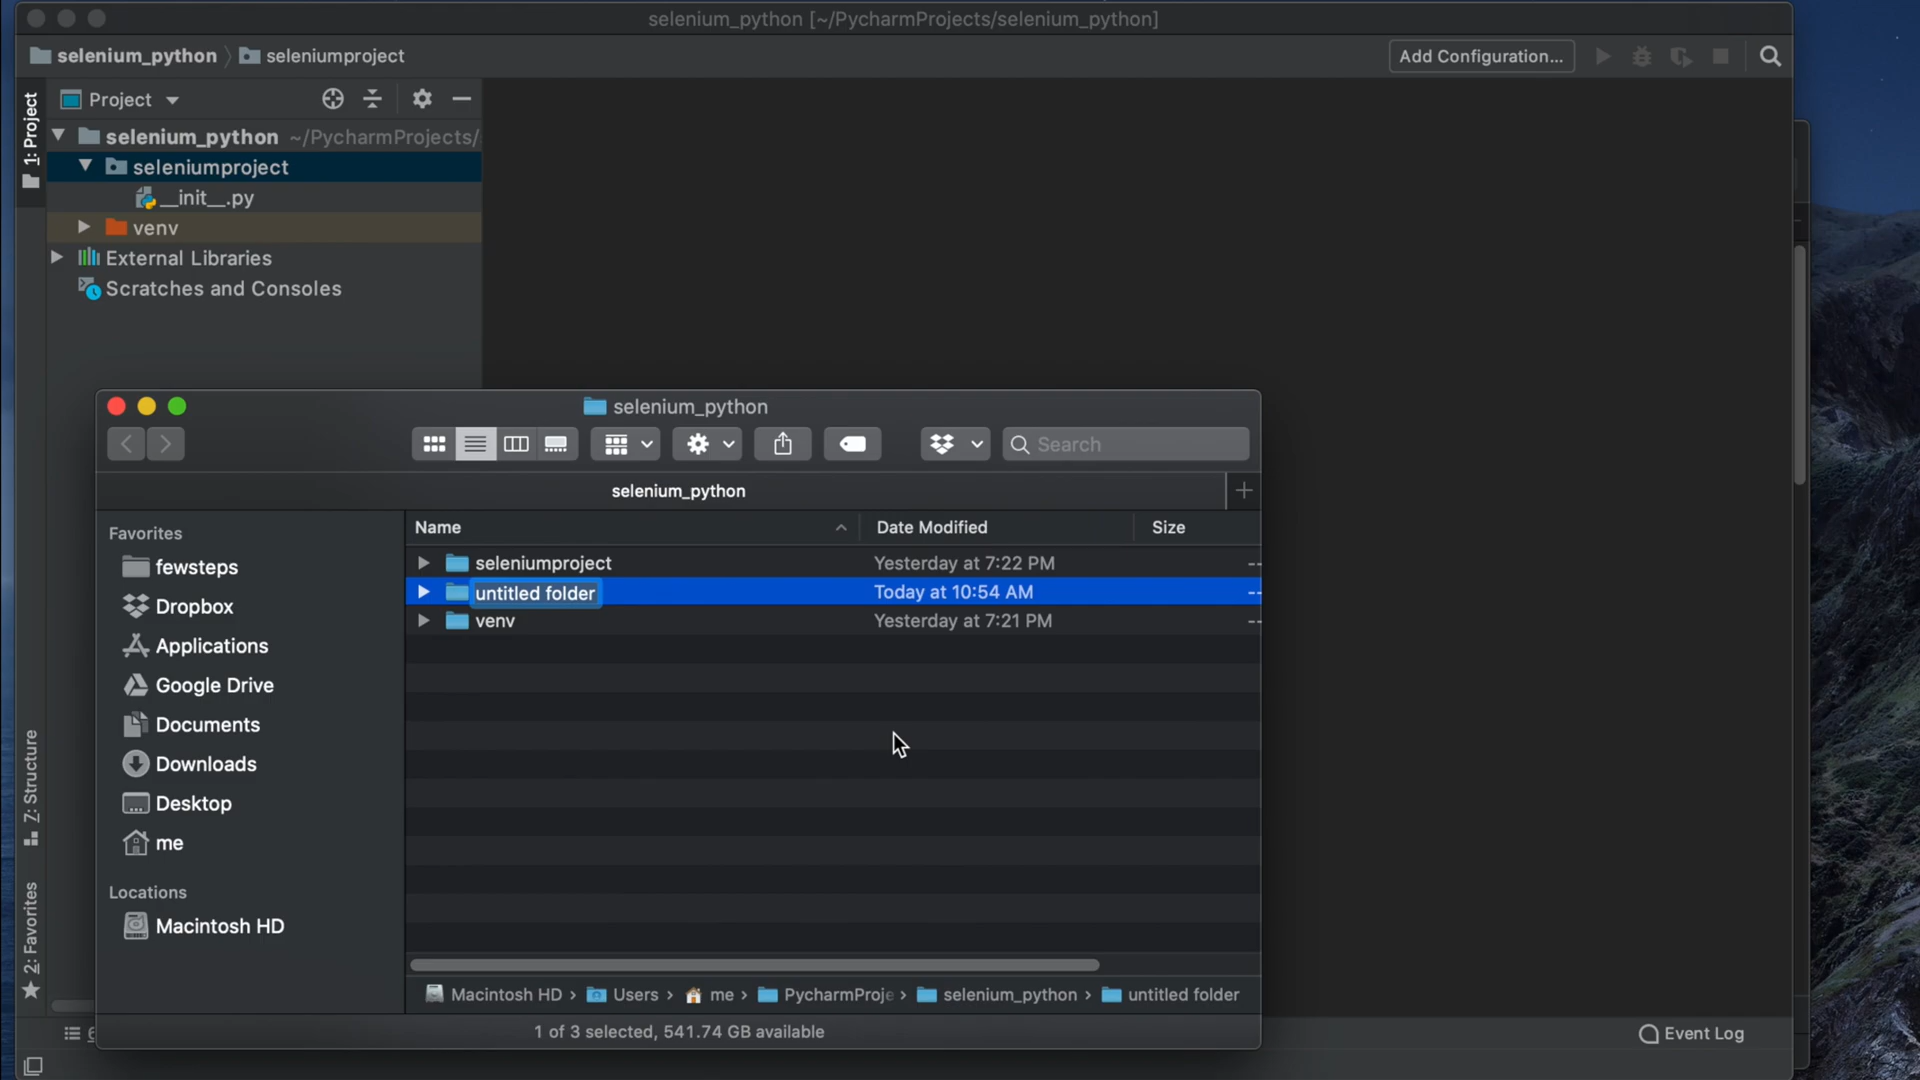 selenium_python [~/PycharmProjects/selenium_python]
selenium_python
seleniumproject
Add Configuration...
1: Project
Project
selenium_python ~/PycharmProjects/
seleniumproject
__init__.py
venv
External Libraries
Scratches and Consoles
selenium_python
Search
selenium_python
Favorites
fewsteps
Dropbox
Applications
Google Drive
Documents
Downloads
Desktop
me
Locations
Macintosh HD
Name Date Modified Size
seleniumproject Yesterday at 7:22 PM --
untitled folder Today at 10:54 AM --
venv Yesterday at 7:21 PM --
Macintosh HD › Users › me › PycharmProje › selenium_python › untitled folder
1 of 3 selected, 541.74 GB available
7: Structure
2: Favorites
Event Log